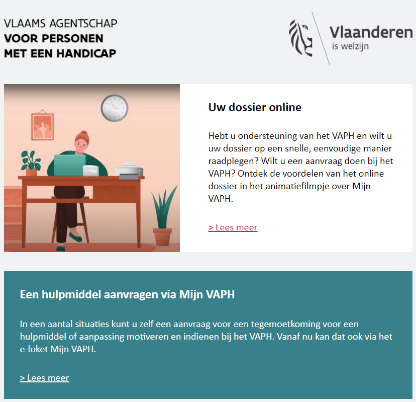 VLAAMS AGENTSCHAP
VOOR PERSONEN
MET EEN HANDICAP
Vlaanderen
is welzijn
Uw dossier online
Hebt u ondersteuning van het VAPH en wilt u
uw dossier op een snelle, eenvoudige manier
raadplegen? Wilt u een aanvraag doen bij het
VAPH? Ontdek de voordelen van het online
dossier in het animatiefilmpje over Mijn
VAPH.
> Lees meer
Een hulpmiddel aanvragen via Mijn VAPH
In een aantal situaties kunt u zelf een aanvraag voor een tegemoetkoming voor een
hulpmiddel of aanpassing motiveren en indienen bij het VAPH. Vanaf nu kan dat ook via het
e-loket Mijn VAPH.
> Lees meer